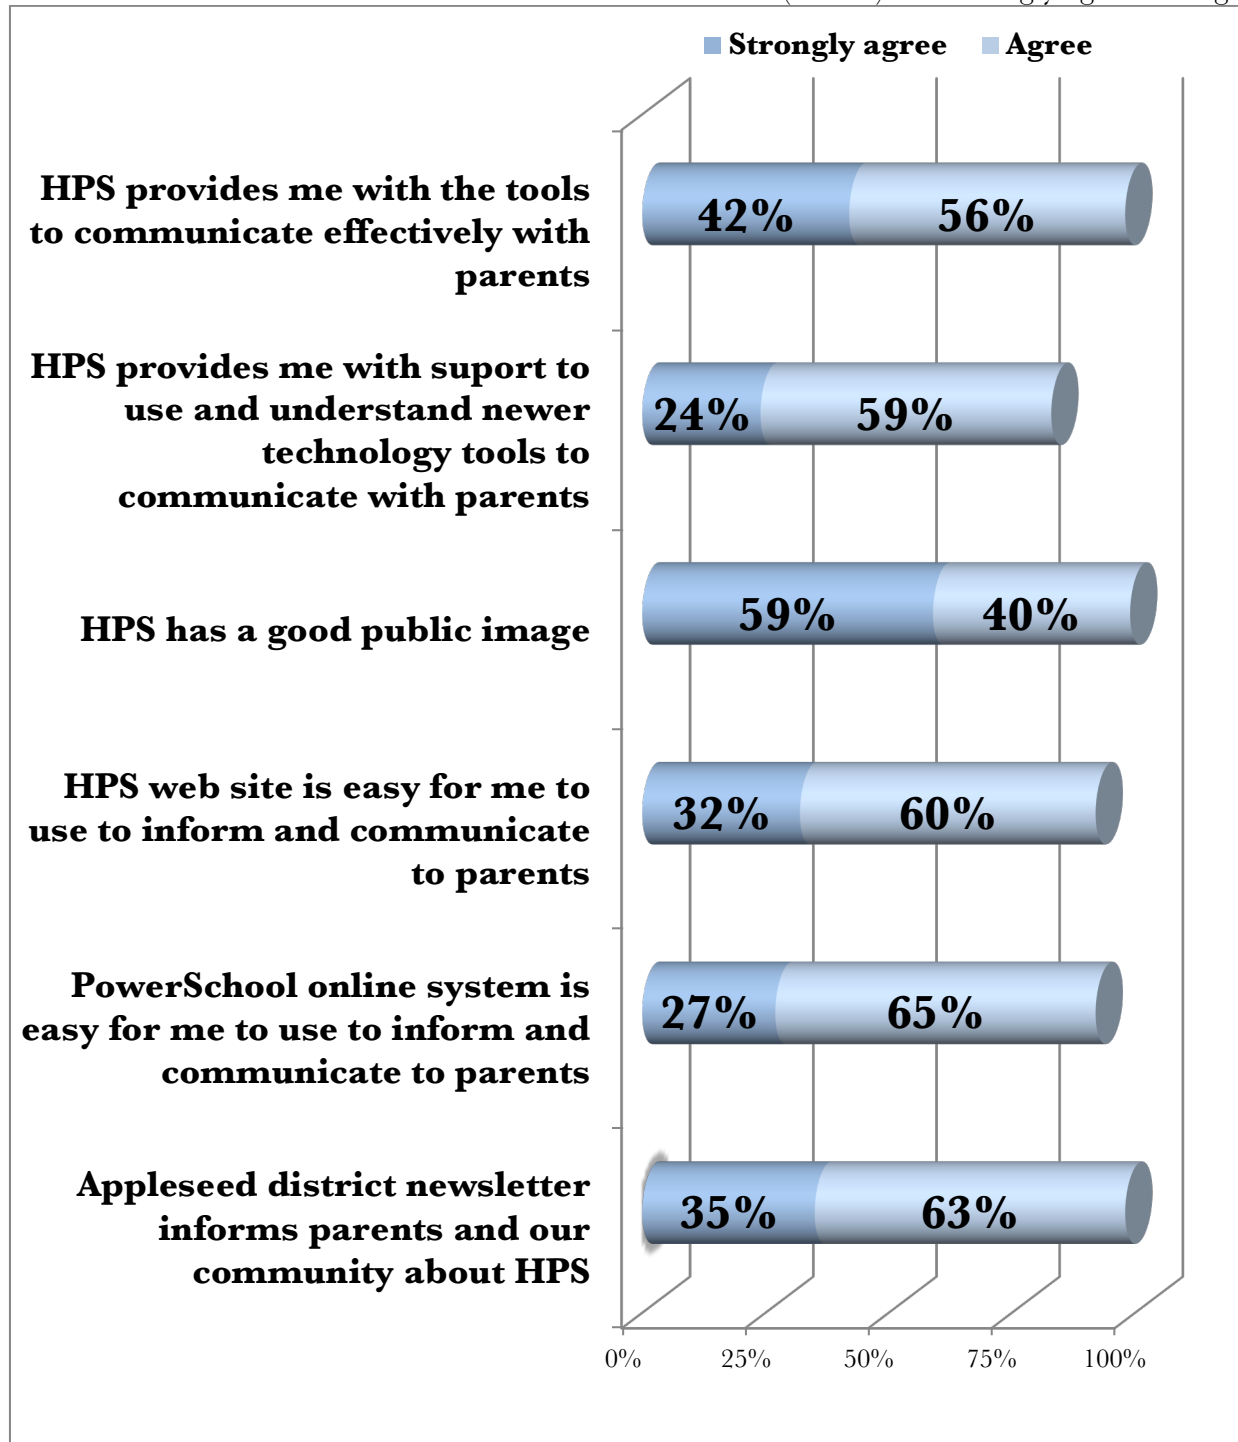 Strongly agree Agree
HPS provides me with the tools
to communicate effectively with
parents
42% 56%
HPS provides me with suport to
use and understand newer
technology tools to
communicate with parents
24% 59%
HPS has a good public image
59% 40%
HPS web site is easy for me to
use to inform and communicate
to parents
32% 60%
PowerSchool online system is
easy for me to use to inform and
communicate to parents
27% 65%
Appleseed district newsletter
informs parents and our
community about HPS
35% 63%
0% 25% 50% 75% 100%